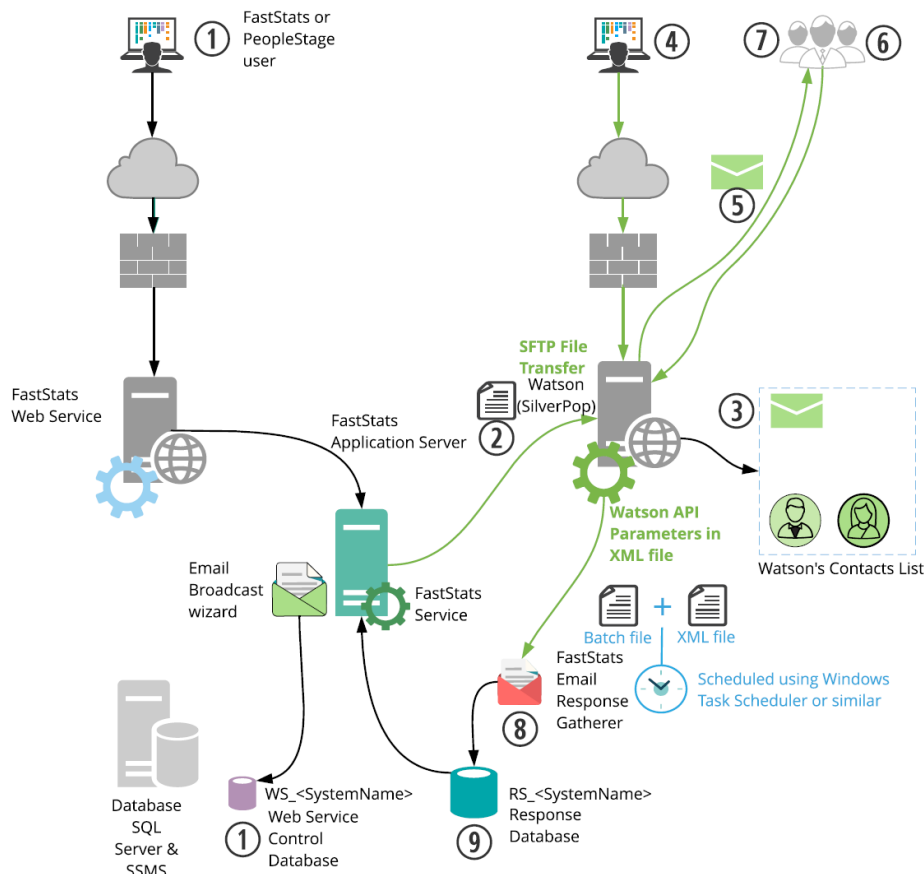 1
FastStats or
PeopleStage
user
4
7
6
5
SFTP File
Transfer
Watson
(SilverPop)
2
3
FastStats
Web Service
FastStats
Application Server
Watson API
Parameters in
XML file
Watson's Contacts List
Email
Broadcast
wizard
FastStats
Service
Batch file
+
XML file
FastStats
Email
Response
Gatherer
8
Scheduled using Windows
Task Scheduler or similar
Database
SQL
Server &
SSMS
WS_<SystemName>
Web Service
Control
Database
1
RS_<SystemName>
Response
Database
9